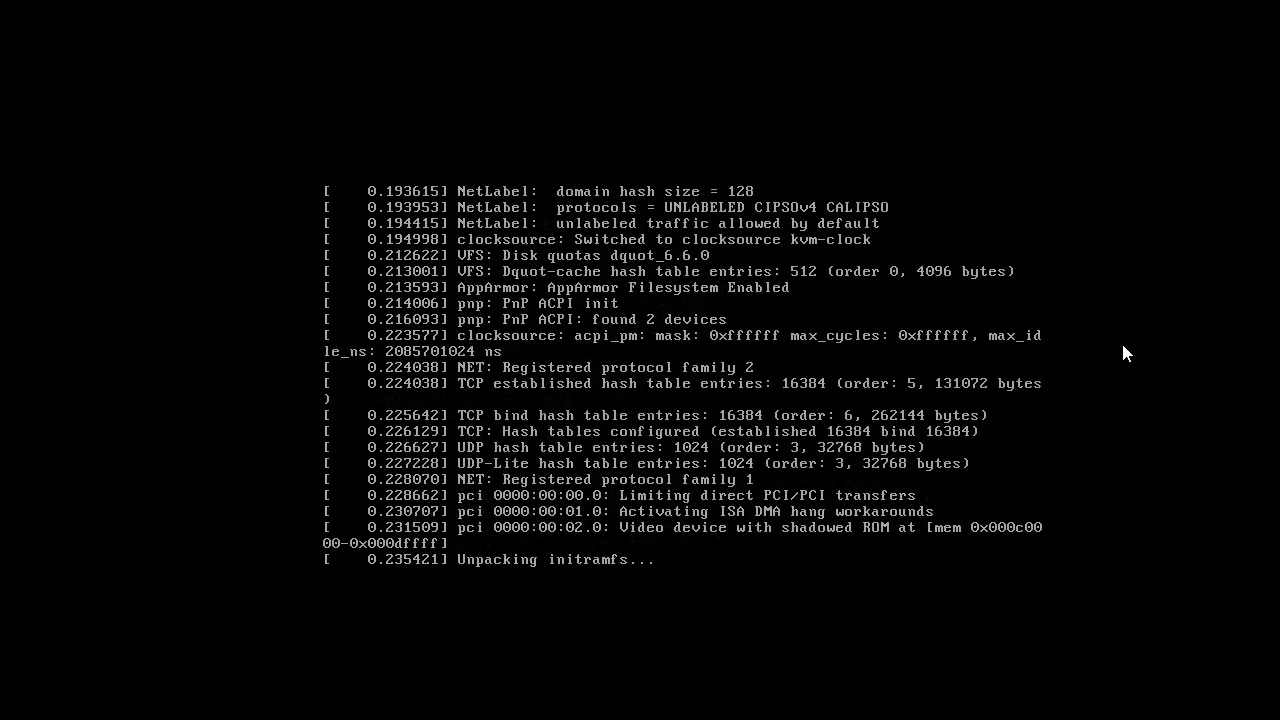 [    0.193615] NetLabel:  domain hash size = 128
[    0.193953] NetLabel:  protocols = UNLABELED CIPSOv4 CALIPSO
[    0.194415] NetLabel:  unlabeled traffic allowed by default
[    0.194998] clocksource: Switched to clocksource kvm-clock
[    0.212622] VFS: Disk quotas dquot_6.6.0
[    0.213001] VFS: Dquot-cache hash table entries: 512 (order 0, 4096 bytes)
[    0.213593] AppArmor: AppArmor Filesystem Enabled
[    0.214006] pnp: PnP ACPI init
[    0.216093] pnp: PnP ACPI: found 2 devices
[    0.223577] clocksource: acpi_pm: mask: 0xffffff max_cycles: 0xffffff, max_id
le_ns: 2085701024 ns
[    0.224038] NET: Registered protocol family 2
[    0.224038] TCP established hash table entries: 16384 (order: 5, 131072 bytes
)
[    0.225642] TCP bind hash table entries: 16384 (order: 6, 262144 bytes)
[    0.226129] TCP: Hash tables configured (established 16384 bind 16384)
[    0.226627] UDP hash table entries: 1024 (order: 3, 32768 bytes)
[    0.227228] UDP-Lite hash table entries: 1024 (order: 3, 32768 bytes)
[    0.228070] NET: Registered protocol family 1
[    0.228662] pci 0000:00:00.0: Limiting direct PCI/PCI transfers
[    0.230707] pci 0000:00:01.0: Activating ISA DMA hang workarounds
[    0.231509] pci 0000:00:02.0: Video device with shadowed ROM at [mem 0x000c00
00-0x000dffff]
[    0.235421] Unpacking initramfs...